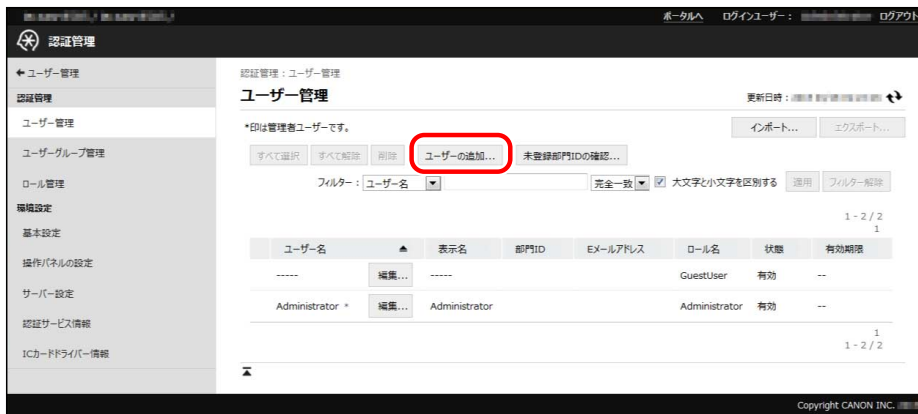 ポータルへ ログインユーザー： ログアウト
認証管理
ユーザー管理
認証管理
ユーザー管理
ユーザーグループ管理
ロール管理
環境設定
基本設定
操作パネルの設定
サーバー設定
認証サービス情報
ICカードドライバー情報
認証管理：ユーザー管理
ユーザー管理
更新日時：
*印は管理者ユーザーです。
インポート... エクスポート...
すべて選択 すべて解除 削除 ユーザーの追加... 未登録部門IDの確認...
フィルター： ユーザー名 完全一致 大文字と小文字を区別する 適用 フィルター解除
1 - 2 / 2
1
ユーザー名 表示名 部門ID Eメールアドレス ロール名 状態 有効期限
----- 編集... ----- GuestUser 有効 --
Administrator * 編集... Administrator Administrator 有効 --
1
1 - 2 / 2
Copyright CANON INC.